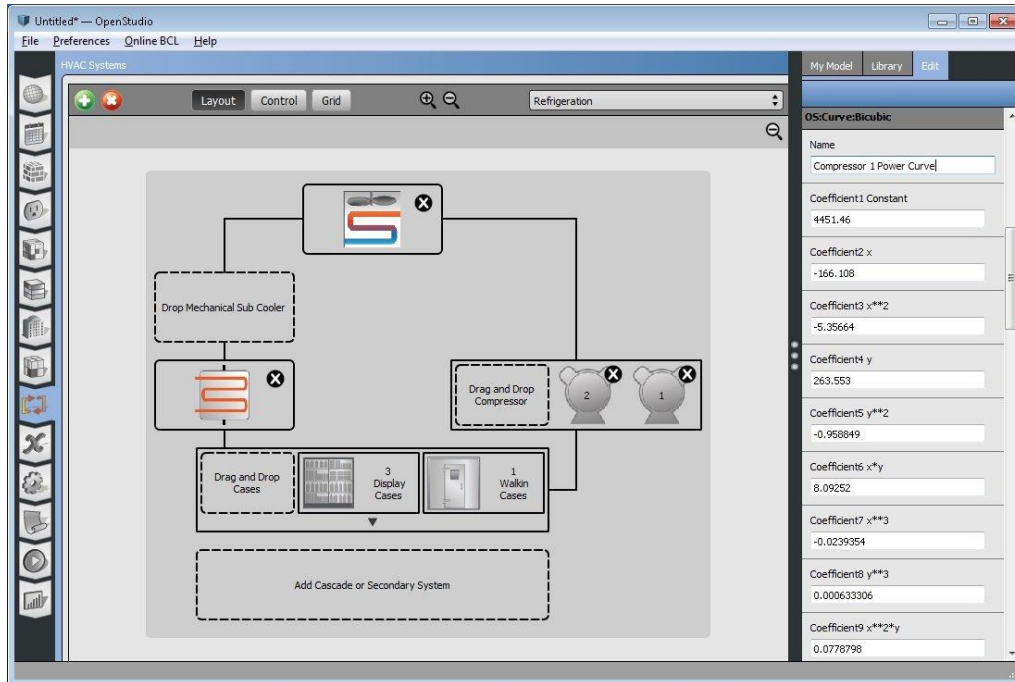 Untitled* — OpenStudio
File Preferences Online BCL Help
HVAC Systems
Layout Control Grid Refrigeration
Drop Mechanical Sub Cooler
Drag and Drop
Compressor
2
1
Drag and Drop
Cases
3
Display
Cases
1
Walkin
Cases
Add Cascade or Secondary System
My Model Library Edit
OS:Curve:Bicubic
Name
Compressor 1 Power Curve
Coefficient1 Constant
4451.46
Coefficient2 x
-166.108
Coefficient3 x**2
-5.35664
Coefficient4 y
263.553
Coefficient5 y**2
-0.958849
Coefficient6 x*y
8.09252
Coefficient7 x**3
-0.0239354
Coefficient8 y**3
0.000633306
Coefficient9 x**2*y
0.0778798